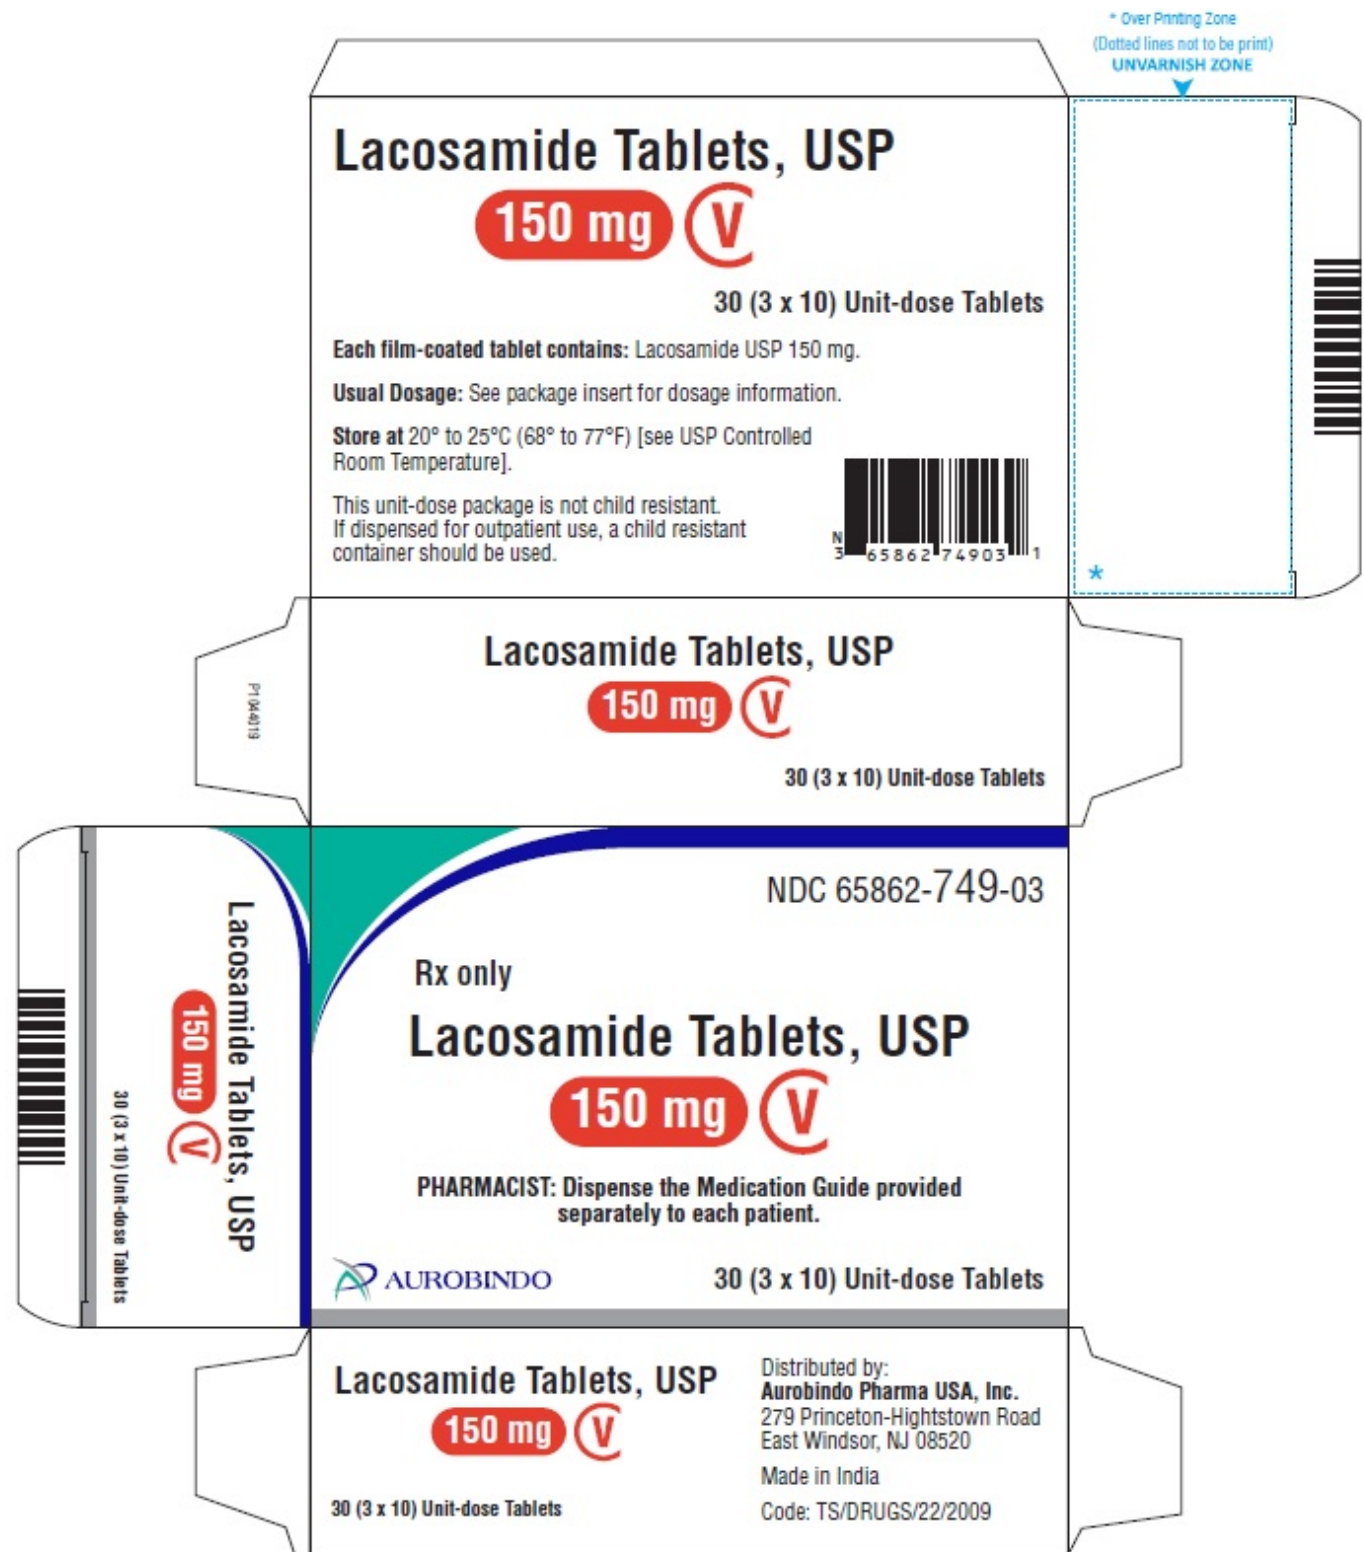 * Over Printing Zone
(Dotted lines not to be print)
UNVARNISH ZONE
Lacosamide Tablets, USP
150 mg CV
30 (3 x 10) Unit-dose Tablets
Each film-coated tablet contains: Lacosamide USP 150 mg.
Usual Dosage: See package insert for dosage information.
Store at 20° to 25°C (68° to 77°F) [see USP Controlled
Room Temperature].
This unit-dose package is not child resistant.
If dispensed for outpatient use, a child resistant
container should be used.
N
3 65862 74903 1
*
Lacosamide Tablets, USP
150 mg CV
30 (3 x 10) Unit-dose Tablets
P1044019
Lacosamide Tablets, USP
150 mg CV
30 (3 x 10) Unit-dose Tablets
NDC 65862-749-03
Rx only
Lacosamide Tablets, USP
150 mg CV
PHARMACIST: Dispense the Medication Guide provided
separately to each patient.
AUROBINDO
30 (3 x 10) Unit-dose Tablets
Lacosamide Tablets, USP
150 mg CV
30 (3 x 10) Unit-dose Tablets
Distributed by:
Aurobindo Pharma USA, Inc.
279 Princeton-Hightstown Road
East Windsor, NJ 08520
Made in India
Code: TS/DRUGS/22/2009